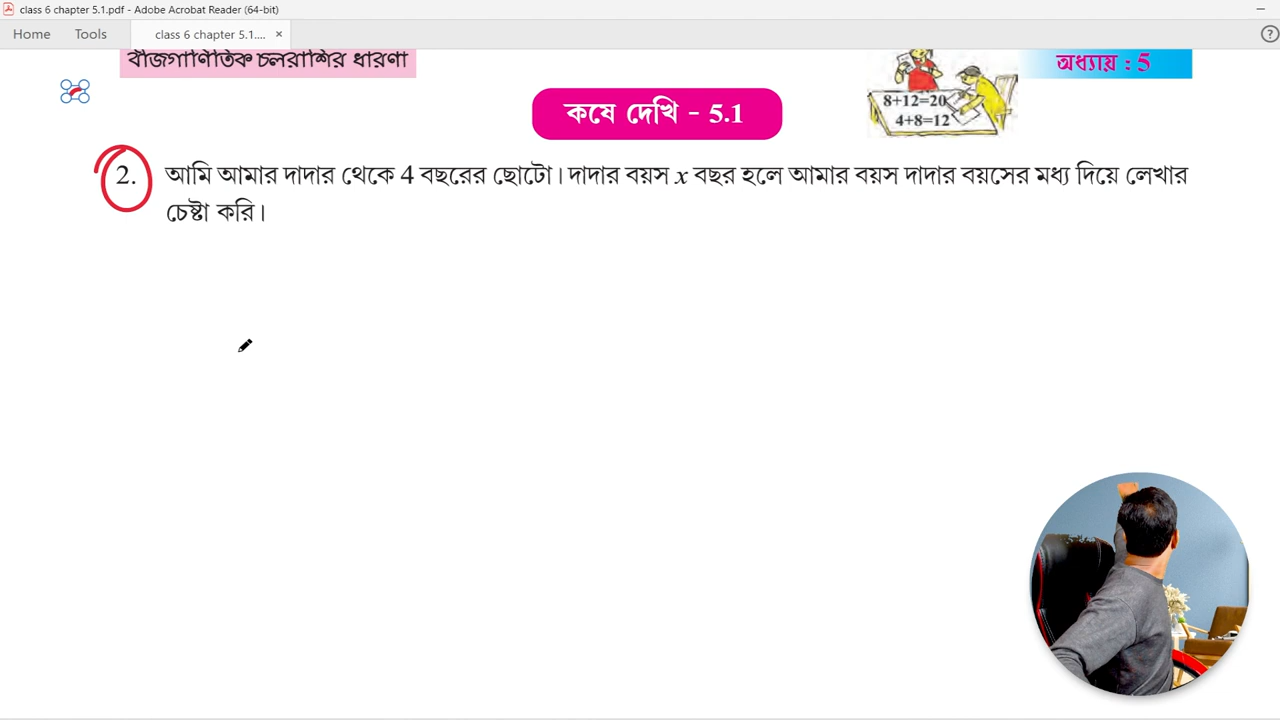 class 6 chapter 5.1.pdf - Adobe Acrobat Reader (64-bit)
Home Tools class 6 chapter 5.1.... ×
বীজগাণিতিক চলরাশির ধারণা
অধ্যায় : 5
8+12=20
4+8=12
কষে দেখি - 5.1
2. আমি আমার দাদার থেকে 4 বছরের ছোটো। দাদার বয়স x বছর হলে আমার বয়স দাদার বয়সের মধ্য দিয়ে লেখার
চেষ্টা করি।